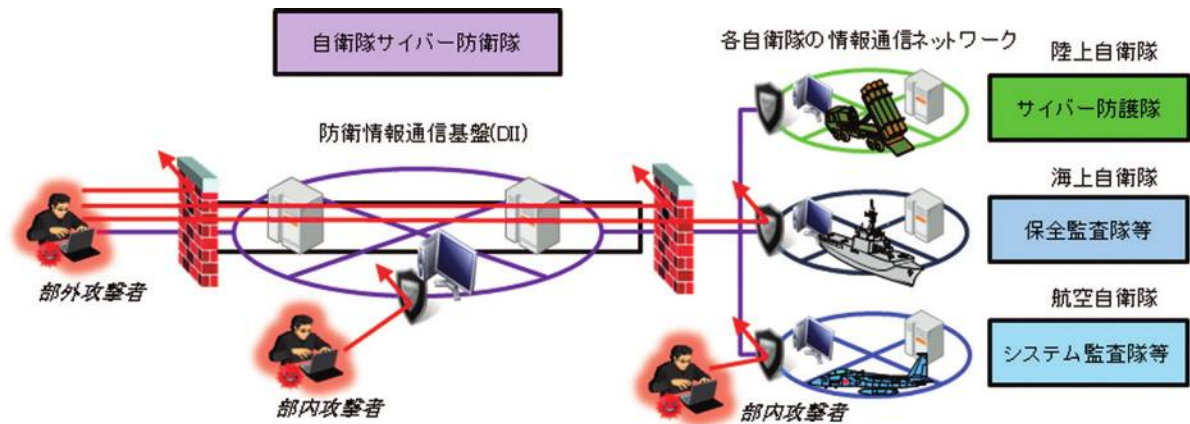 自衛隊サイバー防衛隊
各自衛隊の情報通信ネットワーク
陸上自衛隊
サイバー防護隊
防衛情報通信基盤(DII)
海上自衛隊
保全監査隊等
部外攻撃者
航空自衛隊
システム監査隊等
部内攻撃者
部内攻撃者